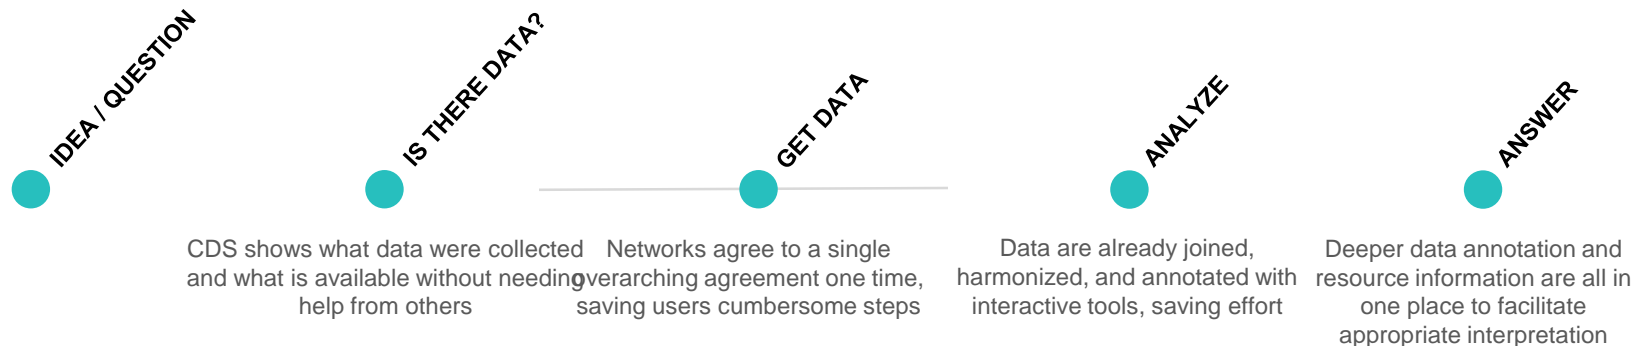 IDEA / QUESTION
IS THERE DATA?
GET DATA
ANALYZE
ANSWER
CDS shows what data were collected
and what is available without needing
help from others
Networks agree to a single
overarching agreement one time,
saving users cumbersome steps
Data are already joined,
harmonized, and annotated with
interactive tools, saving effort
Deeper data annotation and
resource information are all in
one place to facilitate
appropriate interpretation